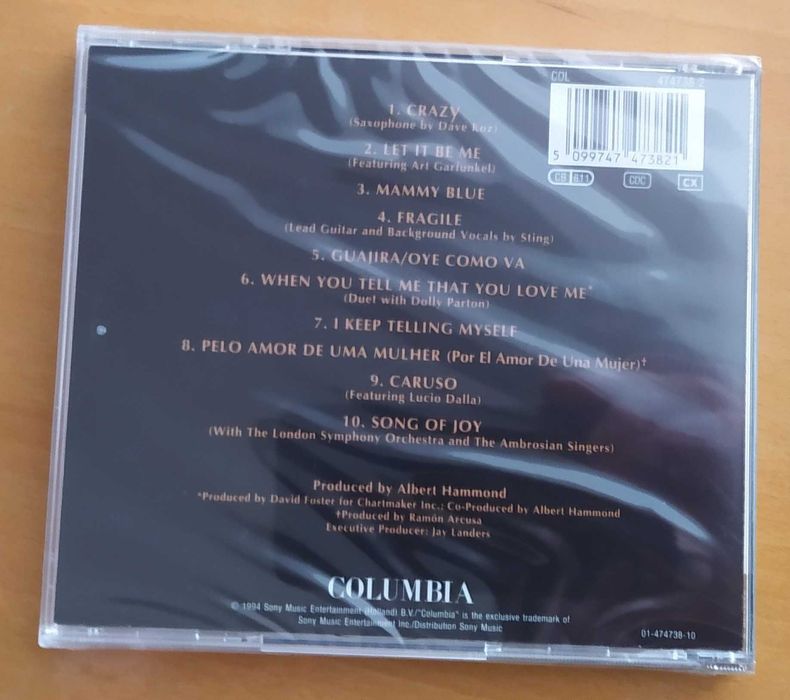 COL 474738 2
5 099747 473821
CB 811 CDC CX
1. CRAZY
(Saxophone by Dave Koz)
2. LET IT BE ME
(Featuring Art Garfunkel)
3. MAMMY BLUE
4. FRAGILE
(Lead Guitar and Background Vocals by Sting)
5. GUAJIRA/OYE COMO VA
6. WHEN YOU TELL ME THAT YOU LOVE ME*
(Duet with Dolly Parton)
7. I KEEP TELLING MYSELF
8. PELO AMOR DE UMA MULHER (Por El Amor De Una Mujer)†
9. CARUSO
(Featuring Lucio Dalla)
10. SONG OF JOY
(With The London Symphony Orchestra and The Ambrosian Singers)
Produced by Albert Hammond
*Produced by David Foster for Chartmaker Inc.; Co-Produced by Albert Hammond
†Produced by Ramón Arcusa
Executive Producer: Jay Landers
COLUMBIA
© 1994 Sony Music Entertainment (Holland) B.V./"Columbia" is the exclusive trademark of
Sony Music Entertainment Inc./Distribution Sony Music
01-474738-10